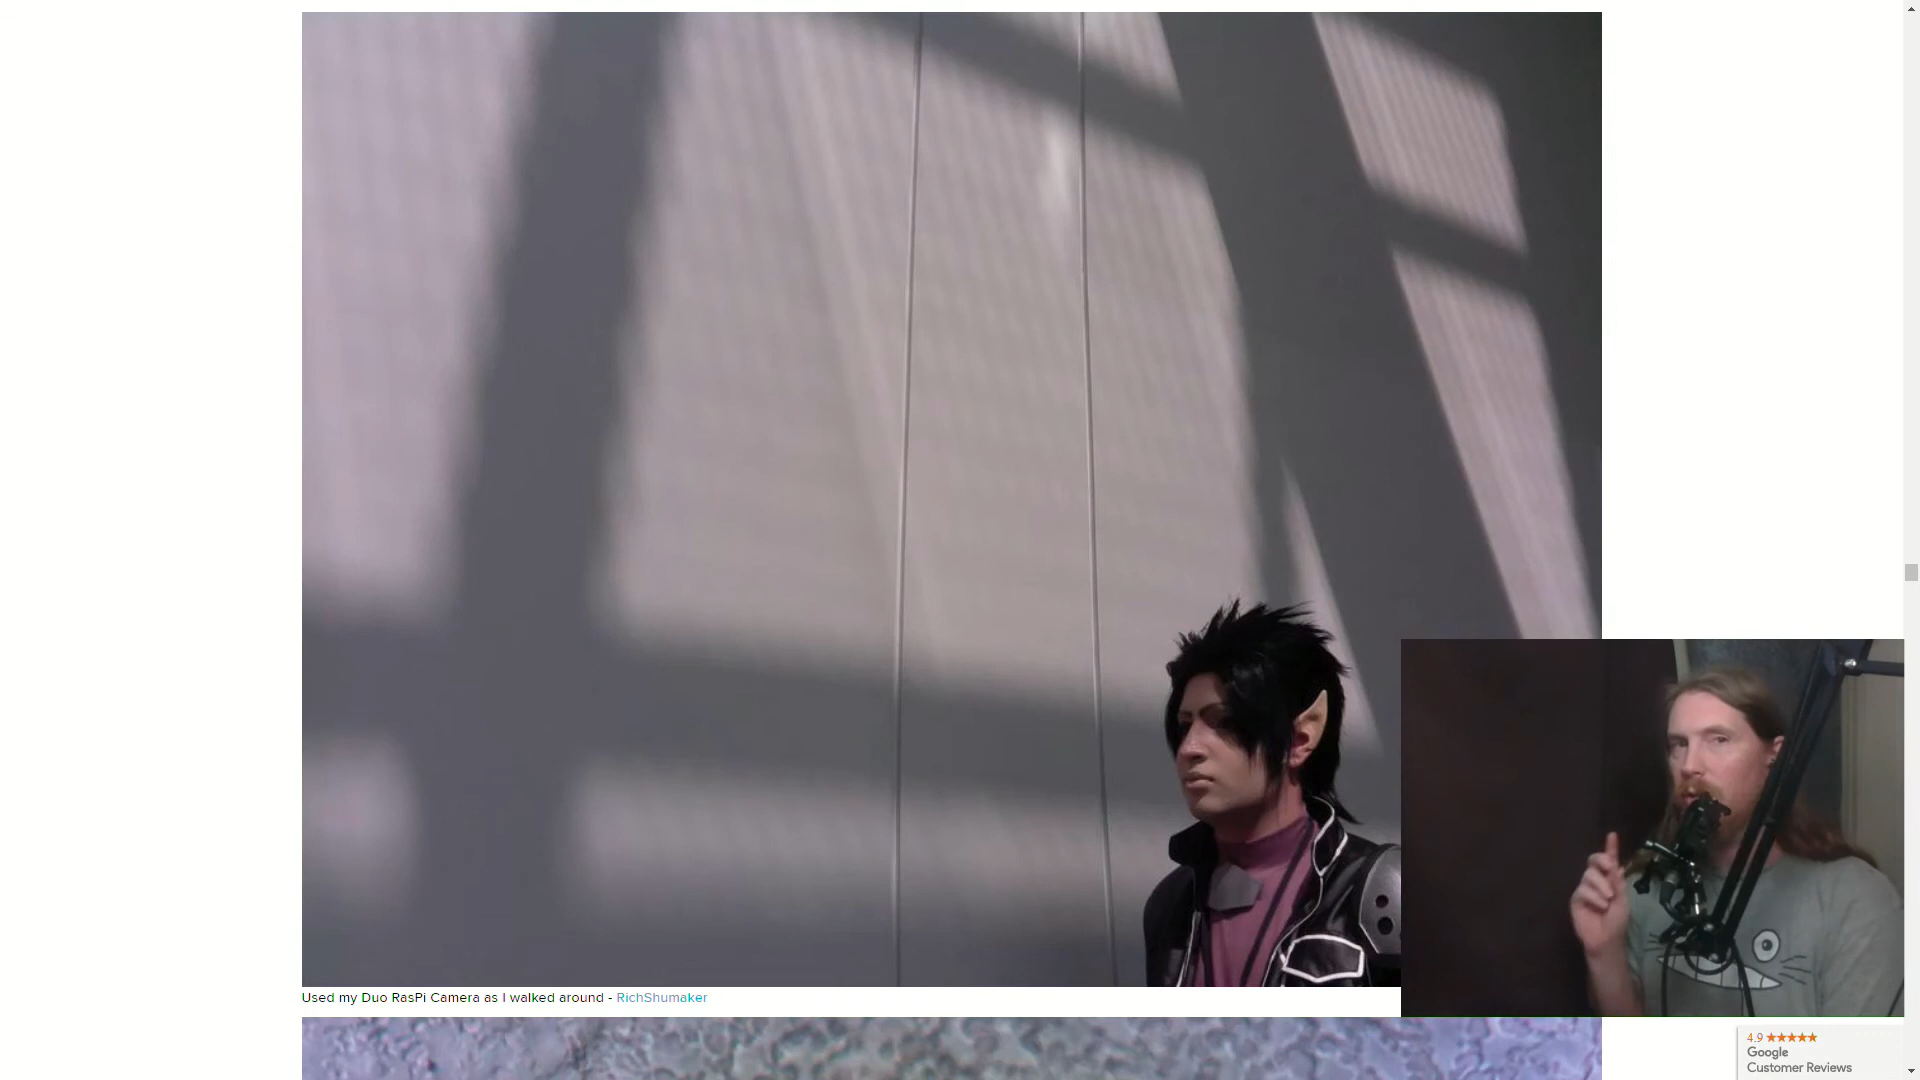 Used my Duo RasPi Camera as I walked around - RichShumaker
4.9 ★★★★★
Google
Customer Reviews